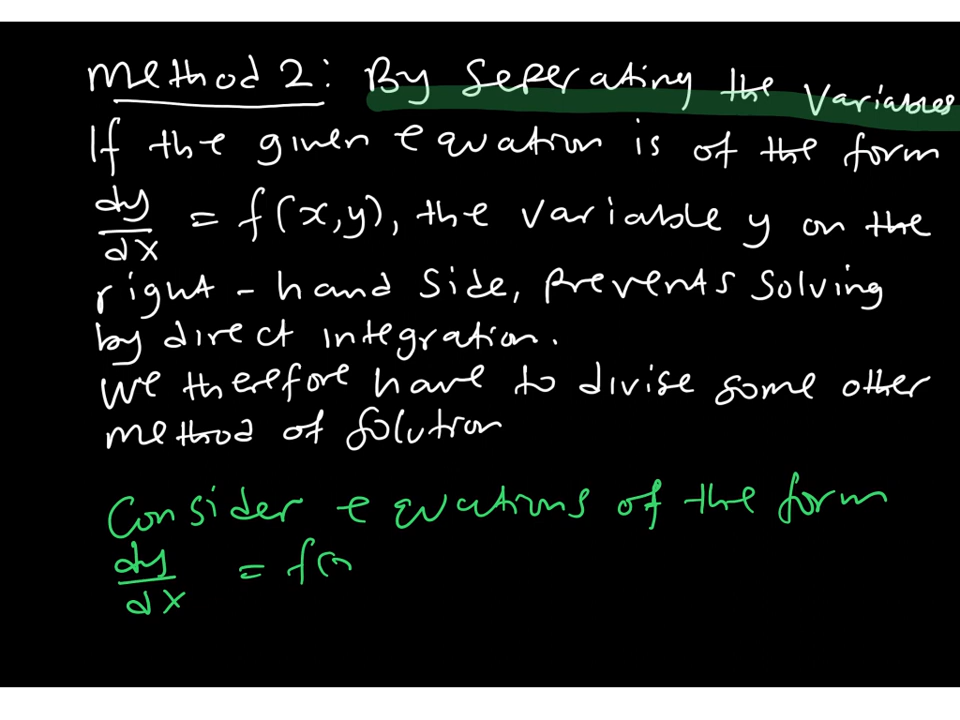 Method 2: By Seperating the Variables
If the given equation is of the form
dy/dx = f(x,y), the variable y on the
right-hand side, prevents solving
by direct integration.
We therefore have to divise some other
method of solution
Consider equations of the form
dy/dx = f(